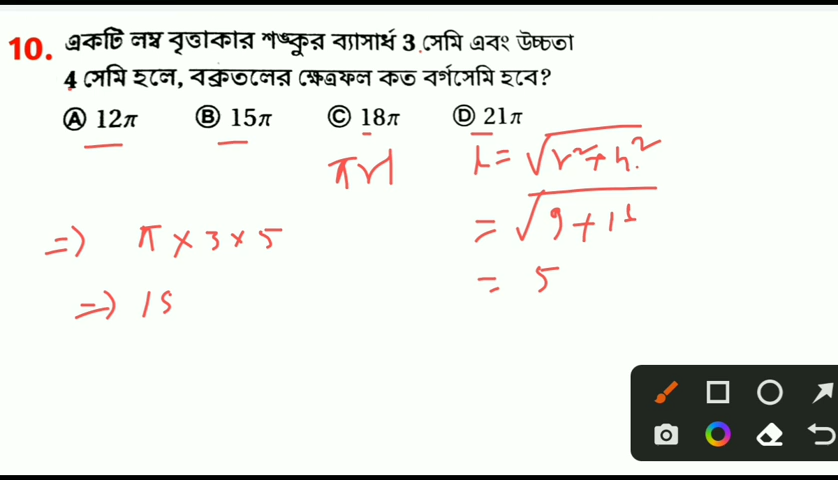 10. একটি লম্ব বৃত্তাকার শঙ্কুর ব্যাসার্ধ 3 সেমি এবং উচ্চতা
4 সেমি হলে, বক্রতলের ক্ষেত্রফল কত বর্গসেমি হবে?
Ⓐ 12π Ⓑ 15π Ⓒ 18π Ⓓ 21π
πrl
l = √r²+h²
= √9+16
= 5
⇒ π × 3 × 5
⇒ 15